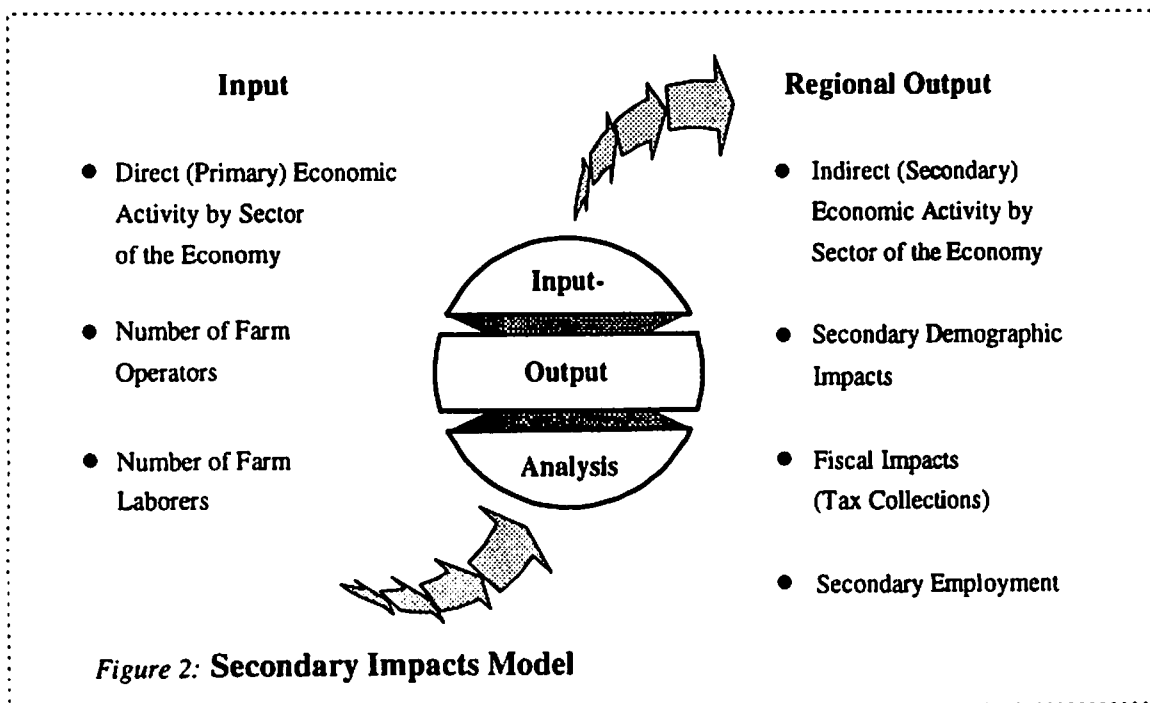 Input
● Direct (Primary) Economic
Activity by Sector
of the Economy
● Number of Farm
Operators
● Number of Farm
Laborers
Input-
Output
Analysis
Regional Output
● Indirect (Secondary)
Economic Activity by
Sector of the Economy
● Secondary Demographic
Impacts
● Fiscal Impacts
(Tax Collections)
● Secondary Employment
Figure 2: Secondary Impacts Model